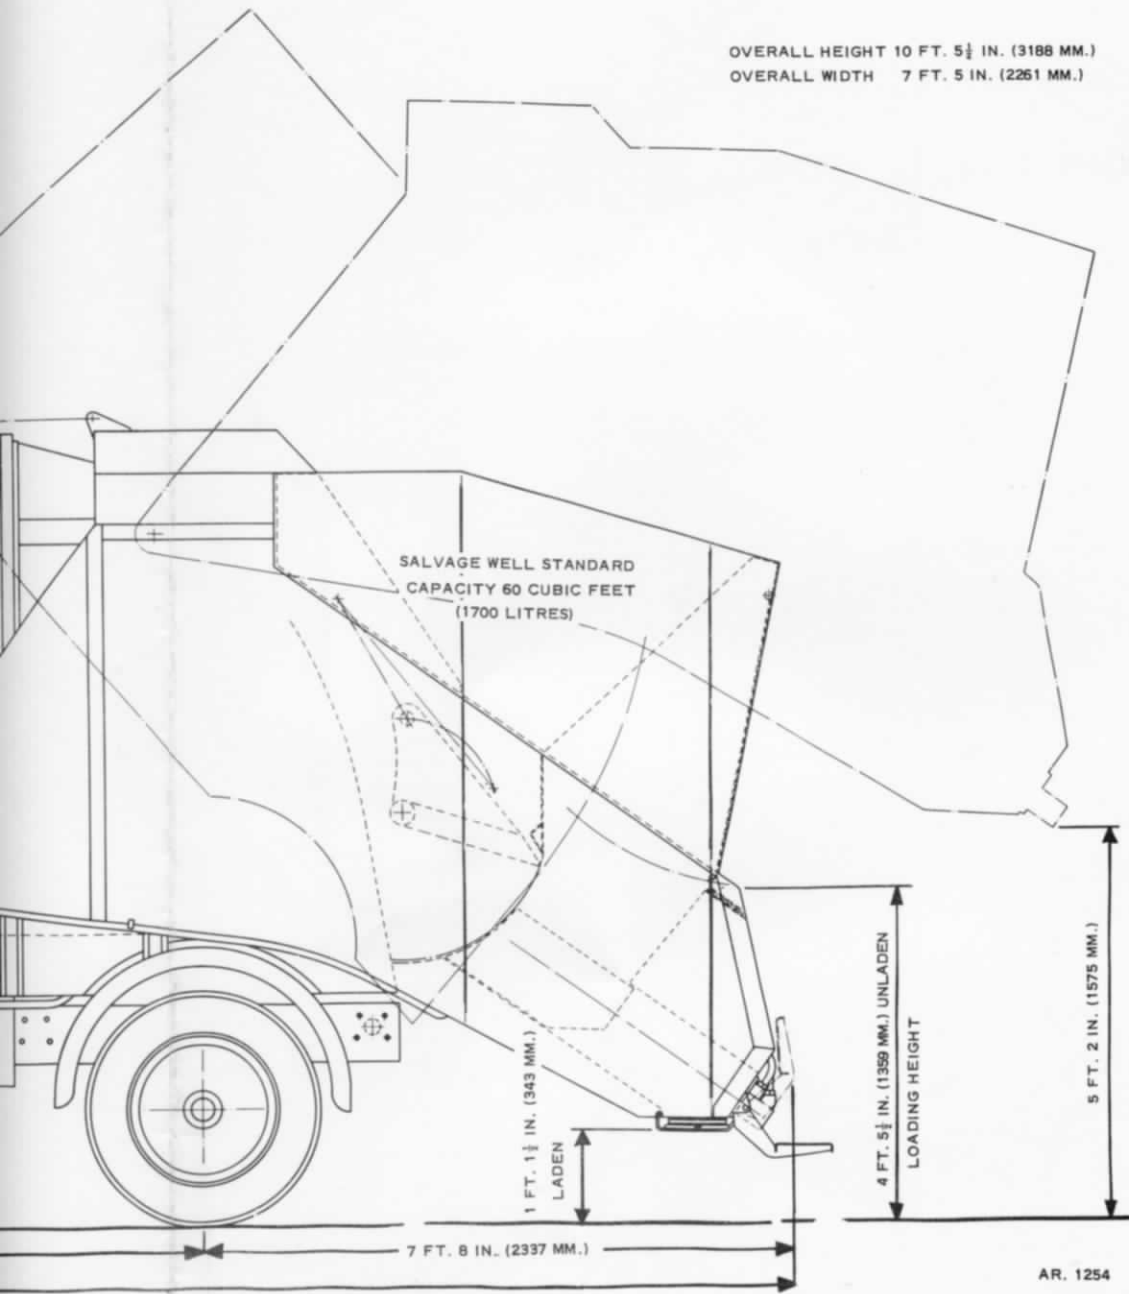 OVERALL HEIGHT 10 FT. 5½ IN. (3188 MM.)
OVERALL WIDTH 7 FT. 5 IN. (2261 MM.)
SALVAGE WELL STANDARD
CAPACITY 60 CUBIC FEET
(1700 LITRES)
1 FT. 1½ IN. (343 MM.)
LADEN
4 FT. 5½ IN. (1359 MM.) UNLADEN
LOADING HEIGHT
5 FT. 2 IN. (1575 MM.)
7 FT. 8 IN. (2337 MM.)
AR. 1254